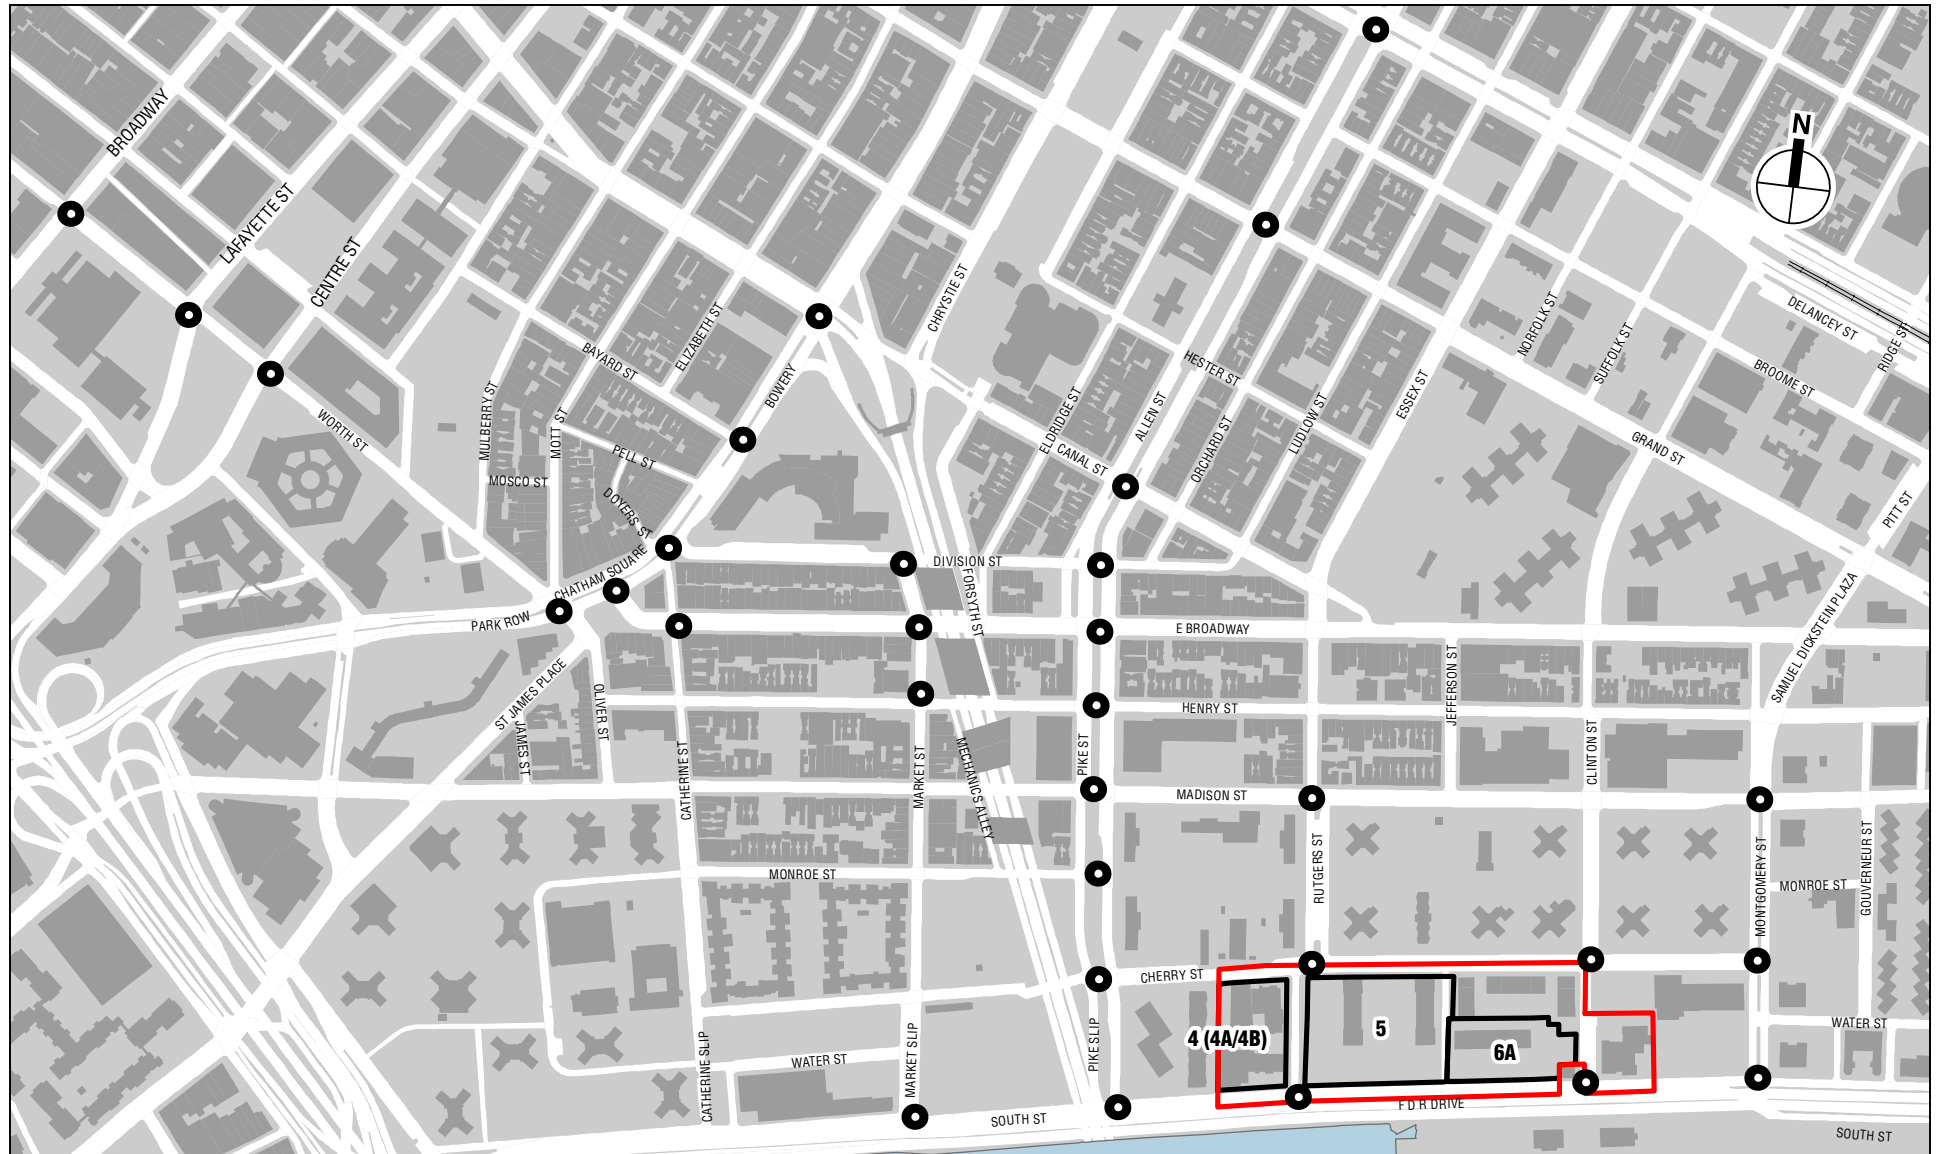 BROADWAY
LAFAYETTE ST
CENTRE ST
N
CHRYSTIE ST
ELIZABETH ST
BAYARD ST
BOWERY
DELANCEY ST
RIDGE ST
NORFOLK ST
SUFFOLK ST
BROOME ST
HESTER ST
MULBERRY ST
MOTT ST
WORTH ST
PELL ST
MOSCO ST
DOYERS ST
ELDRIDGE ST
ALLEN ST
CANAL ST
ORCHARD ST
LUDLOW ST
ESSEX ST
GRAND ST
PITT ST
CHATHAM SQUARE
PARK ROW
DIVISION ST
FORSYTH ST
E BROADWAY
SAMUEL DICKSTEIN PLAZA
ST JAMES PLACE
JAMES ST
OLIVER ST
HENRY ST
JEFFERSON ST
CATHERINE ST
MARKET ST
MECHANICS ALLEY
PIKE ST
CLINTON ST
MADISON ST
RUTGERS ST
MONTGOMERY ST
GOUVERNEUR ST
MONROE ST
MONROE ST
CHERRY ST
4 (4A/4B)
5
6A
WATER ST
WATER ST
CATHERINE SLIP
MARKET SLIP
PIKE SLIP
SOUTH ST
F D R DRIVE
SOUTH ST